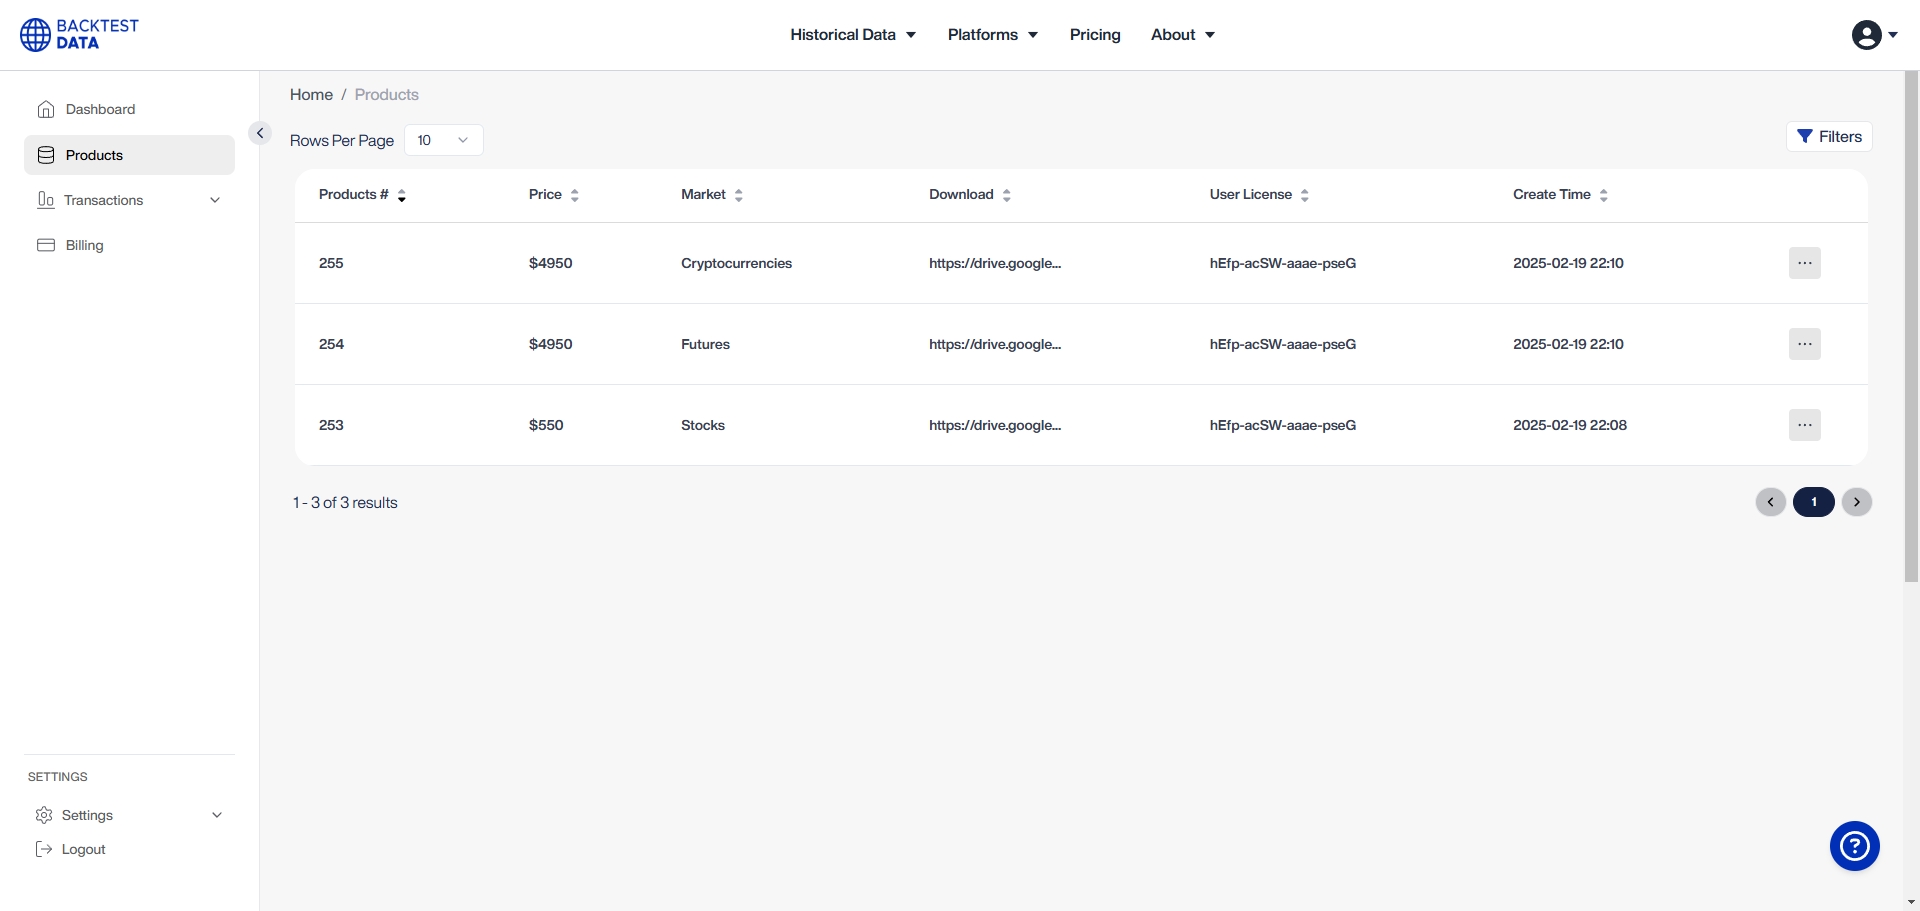 BACKTEST
DATA
Historical Data
Platforms
Pricing
About
Dashboard
Products
Transactions
Billing
Home / Products
Rows Per Page 10
Filters
Products # Price Market Download User License Create Time
255 $4950 Cryptocurrencies https://drive.google... hEfp-acSW-aaae-pseG 2025-02-19 22:10 ...
254 $4950 Futures https://drive.google... hEfp-acSW-aaae-pseG 2025-02-19 22:10 ...
253 $550 Stocks https://drive.google... hEfp-acSW-aaae-pseG 2025-02-19 22:08 ...
1 - 3 of 3 results
1
SETTINGS
Settings
Logout
?